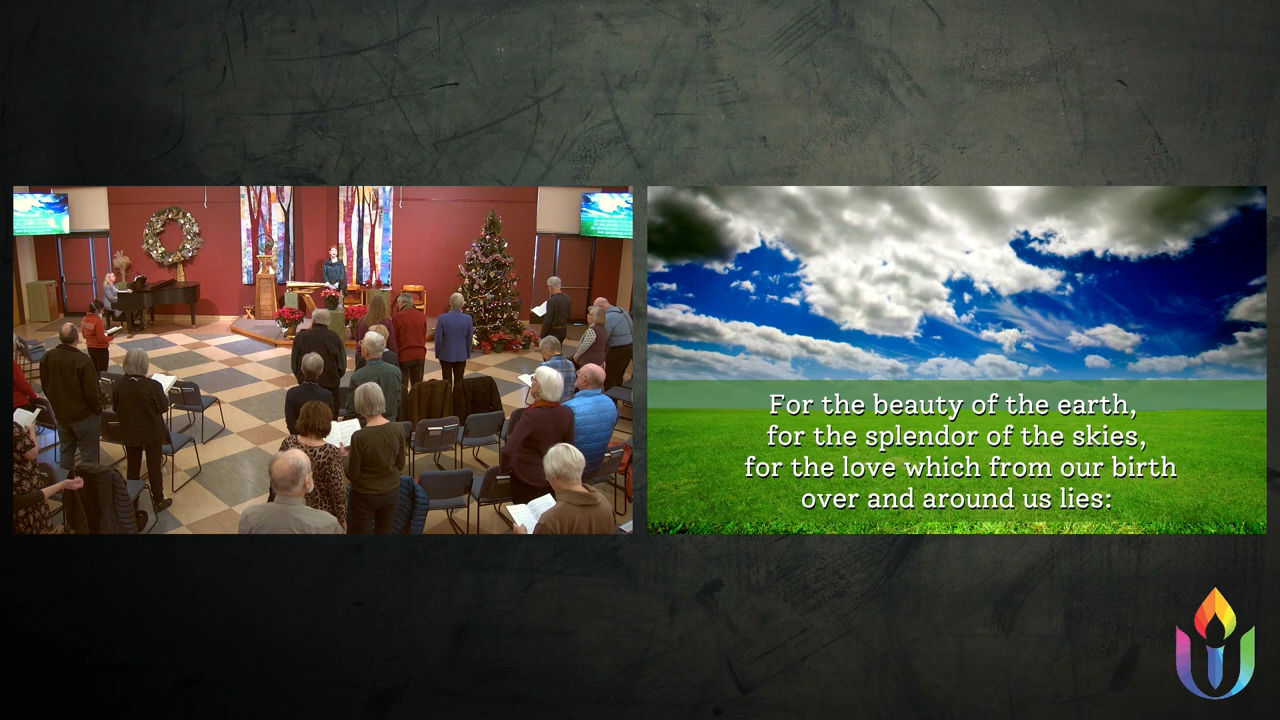 For the beauty of the earth,
for the splendor of the skies,
for the love which from our birth
over and around us lies: